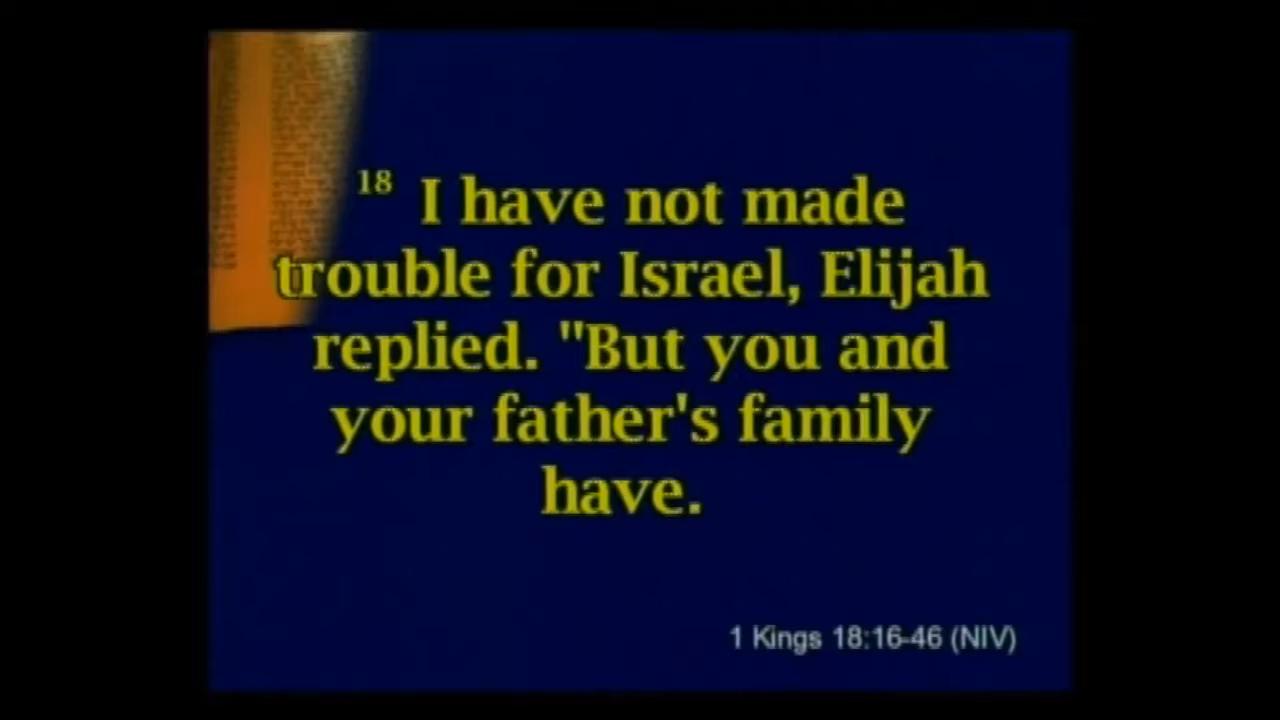 18 I have not made
trouble for Israel, Elijah
replied. "But you and
your father's family
have.
1 Kings 18:16-46 (NIV)